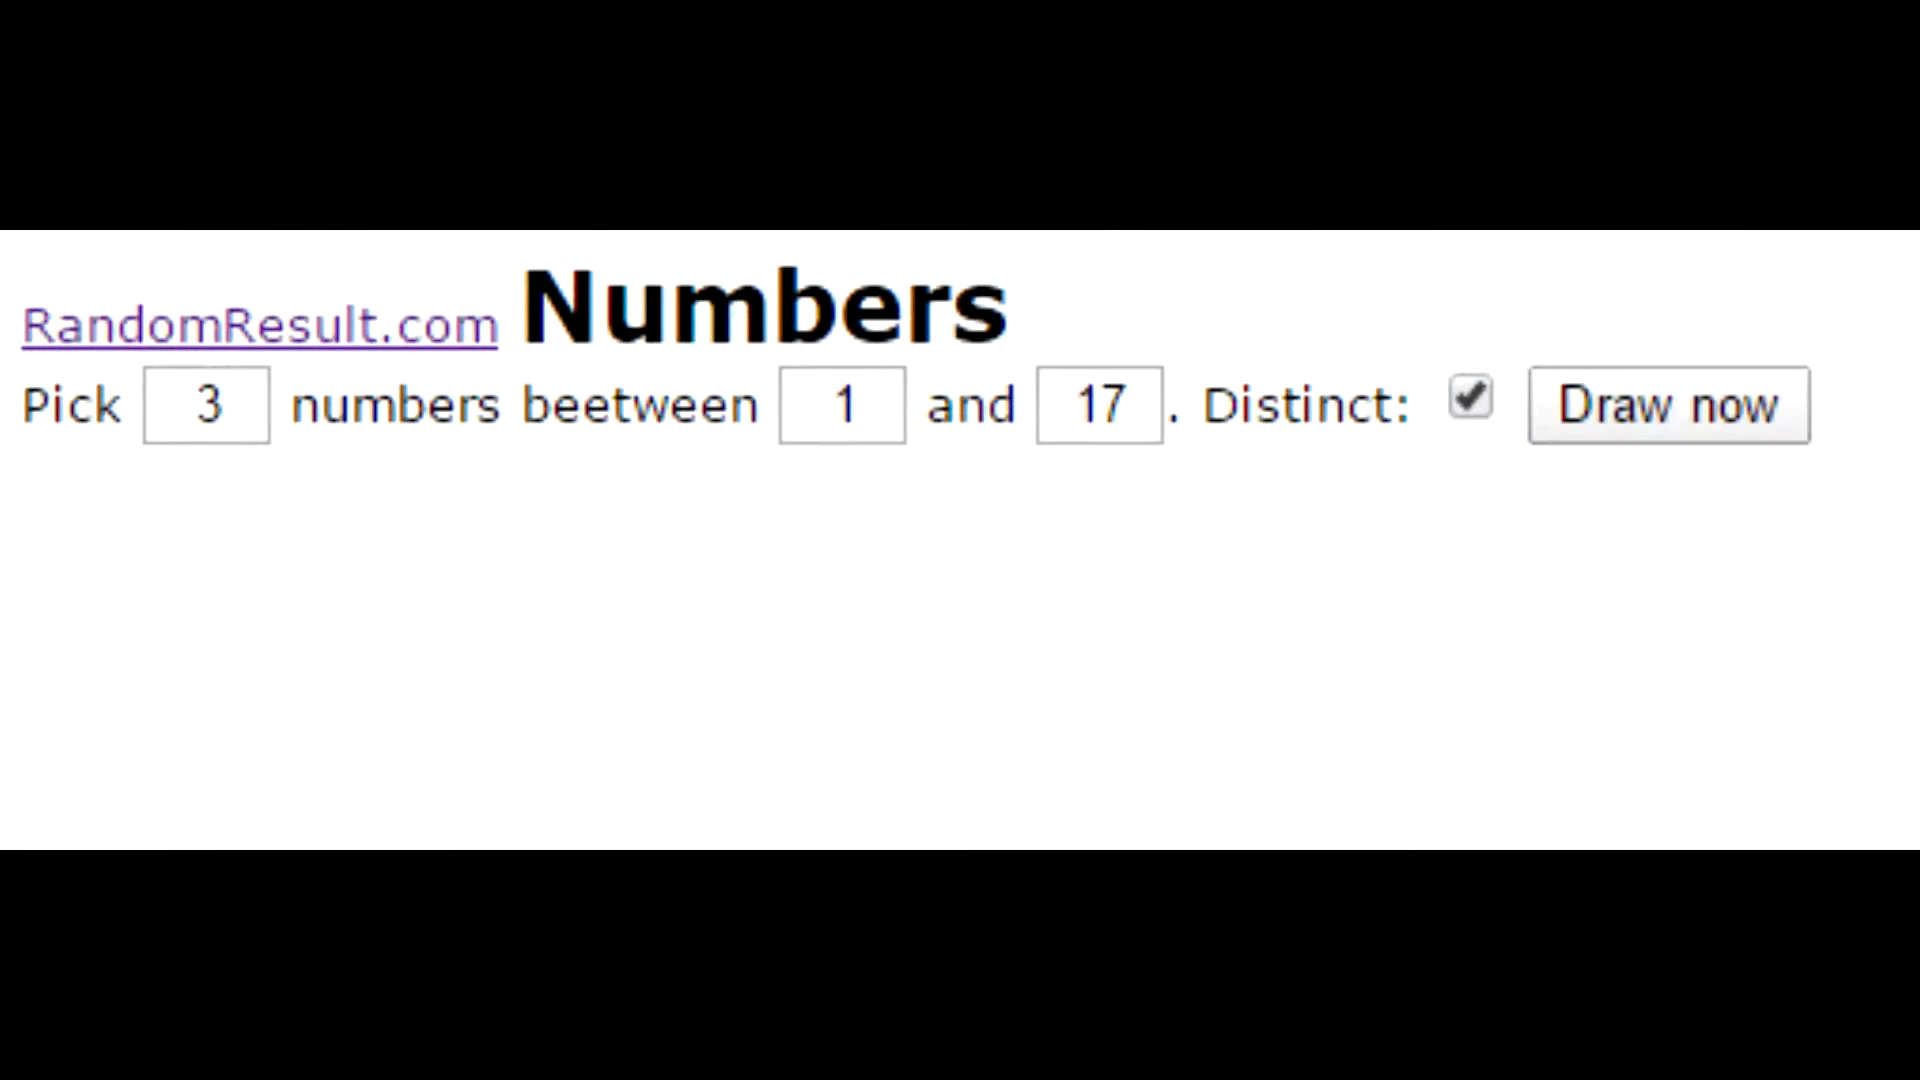 RandomResult.com Numbers
Pick 3 numbers beetween 1 and 17. Distinct: Draw now